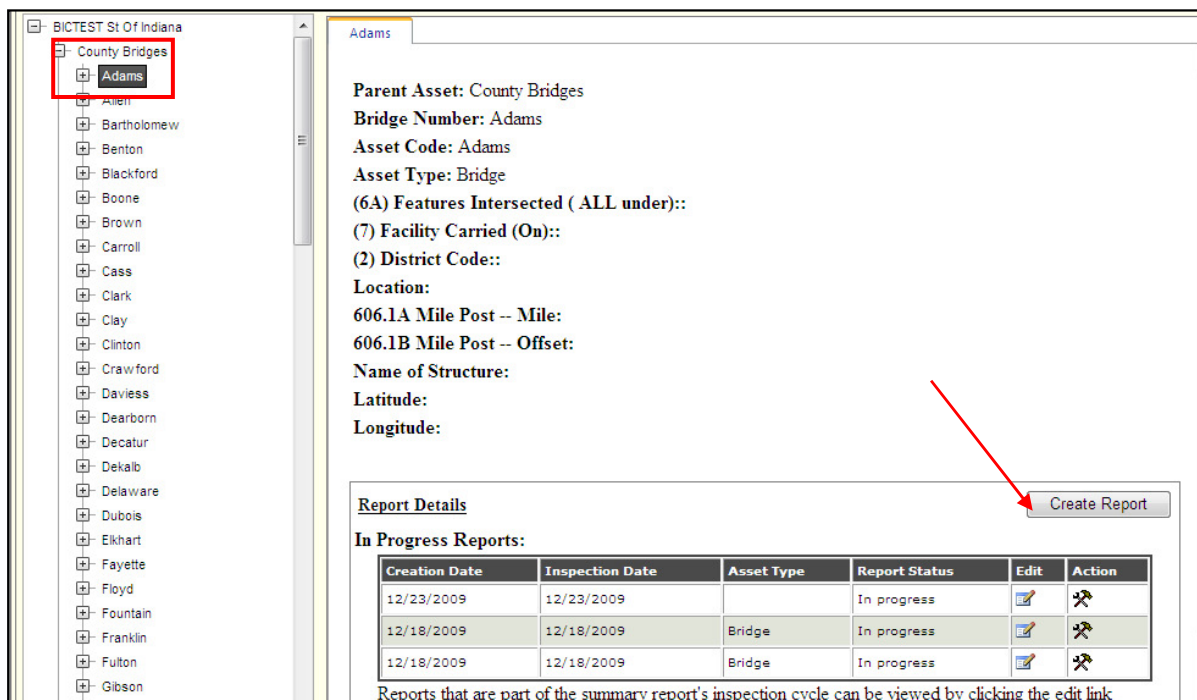 BICTEST St Of Indiana
County Bridges
Adams
Allen
Bartholomew
Benton
Blackford
Boone
Brown
Carroll
Cass
Clark
Clay
Clinton
Crawford
Daviess
Dearborn
Decatur
Dekalb
Delaware
Dubois
Elkhart
Fayette
Floyd
Fountain
Franklin
Fulton
Gibson
Adams
Parent Asset: County Bridges
Bridge Number: Adams
Asset Code: Adams
Asset Type: Bridge
(6A) Features Intersected ( ALL under)::
(7) Facility Carried (On)::
(2) District Code::
Location:
606.1A Mile Post -- Mile:
606.1B Mile Post -- Offset:
Name of Structure:
Latitude:
Longitude:
Report Details Create Report
In Progress Reports:
Creation Date Inspection Date Asset Type Report Status Edit Action
12/23/2009 12/23/2009 In progress
12/18/2009 12/18/2009 Bridge In progress
12/18/2009 12/18/2009 Bridge In progress
Reports that are part of the summary report's inspection cycle can be viewed by clicking the edit link